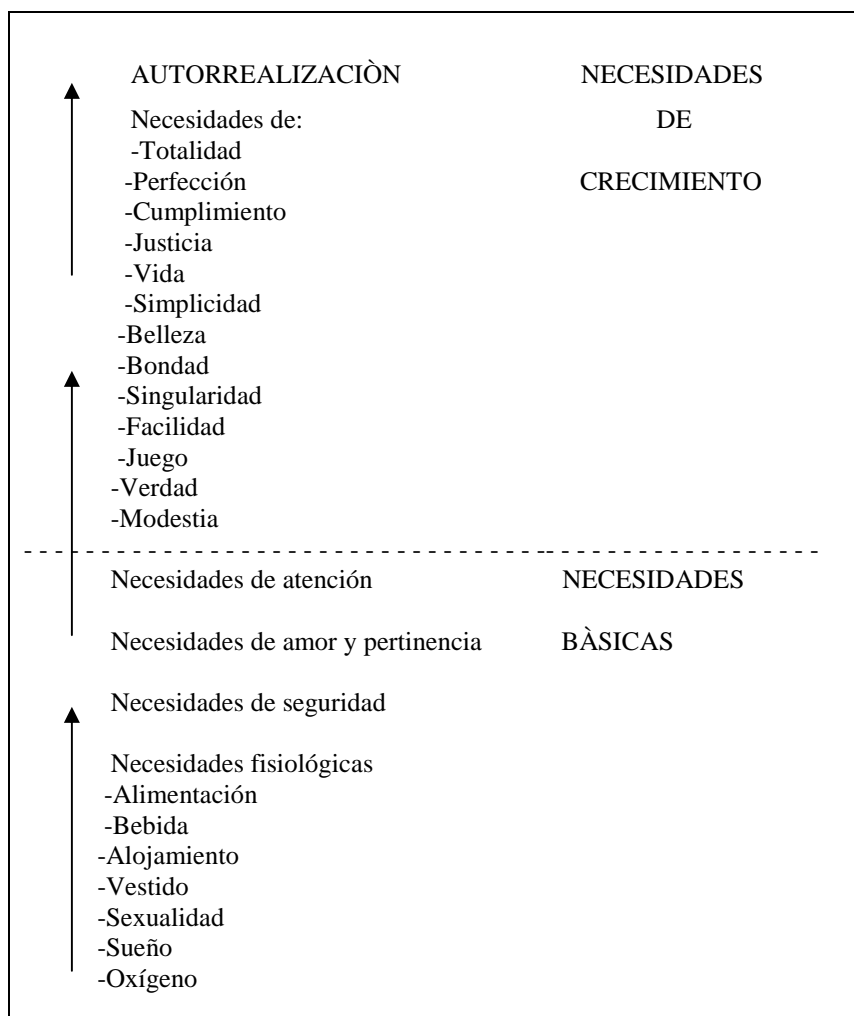 AUTORREALIZACIÒN NECESIDADES
Necesidades de: DE
-Totalidad
-Perfección CRECIMIENTO
-Cumplimiento
-Justicia
-Vida
-Simplicidad
-Belleza
-Bondad
-Singularidad
-Facilidad
-Juego
-Verdad
-Modestia
Necesidades de atención NECESIDADES
Necesidades de amor y pertinencia BÀSICAS
Necesidades de seguridad
Necesidades fisiológicas
-Alimentación
-Bebida
-Alojamiento
-Vestido
-Sexualidad
-Sueño
-Oxígeno